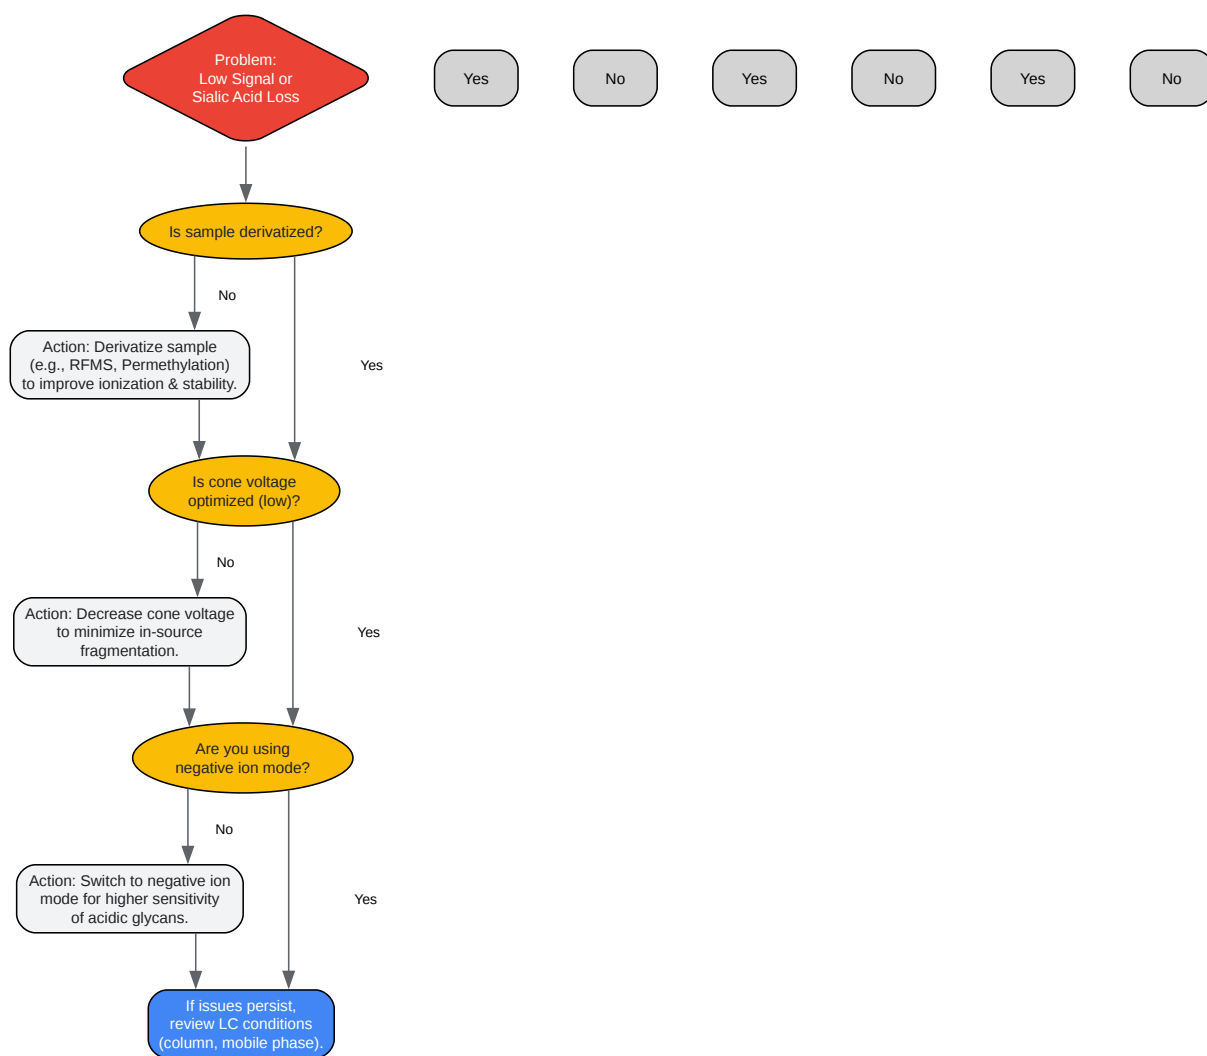 Problem:
Low Signal or
Sialic Acid Loss
Yes
No
Yes
No
Yes
No
Is sample derivatized?
No
Action: Derivatize sample
(e.g., RFMS, Permethylation)
to improve ionization & stability.
Yes
Is cone voltage
optimized (low)?
No
Action: Decrease cone voltage
to minimize in-source
fragmentation.
Yes
Are you using
negative ion mode?
No
Action: Switch to negative ion
mode for higher sensitivity
of acidic glycans.
Yes
If issues persist,
review LC conditions
(column, mobile phase).